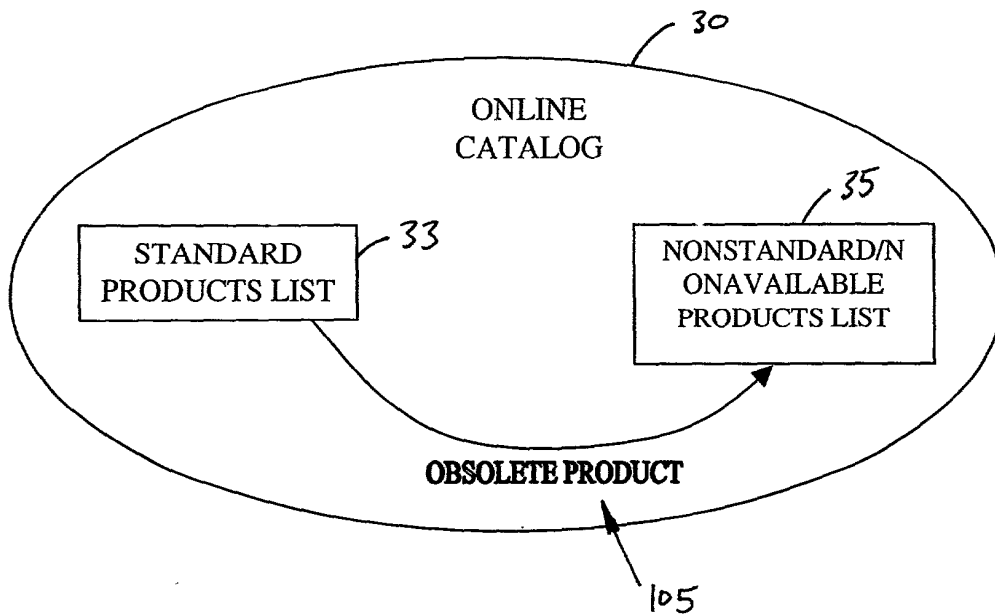 30
ONLINE
CATALOG
35
33
STANDARD
PRODUCTS LIST
NONSTANDARD/N
ONAVAILABLE
PRODUCTS LIST
OBSOLETE PRODUCT
105